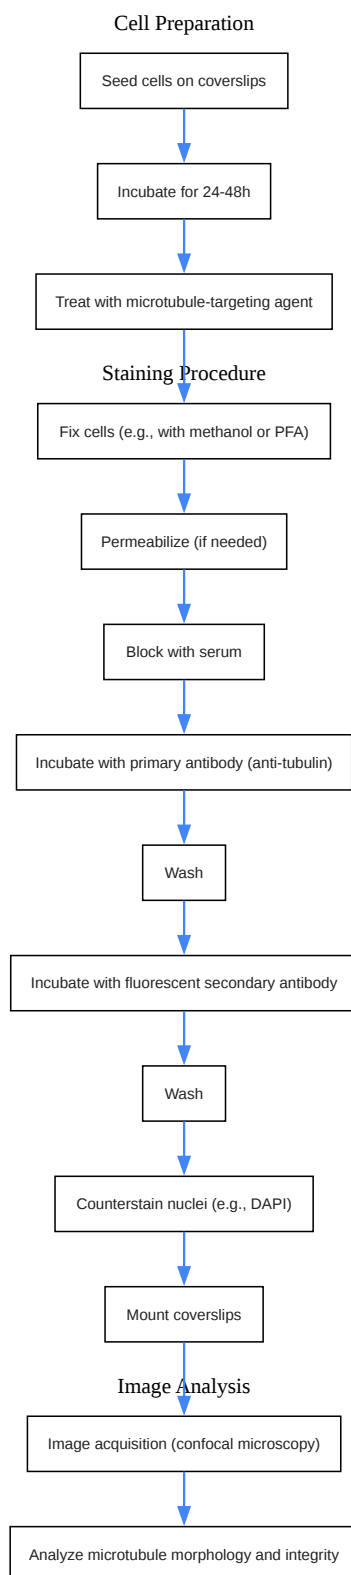 Cell Preparation
Seed cells on coverslips
Incubate for 24-48h
Treat with microtubule-targeting agent
Staining Procedure
Fix cells (e.g., with methanol or PFA)
Permeabilize (if needed)
Block with serum
Incubate with primary antibody (anti-tubulin)
Wash
Incubate with fluorescent secondary antibody
Wash
Counterstain nuclei (e.g., DAPI)
Mount coverslips
Image Analysis
Image acquisition (confocal microscopy)
Analyze microtubule morphology and integrity